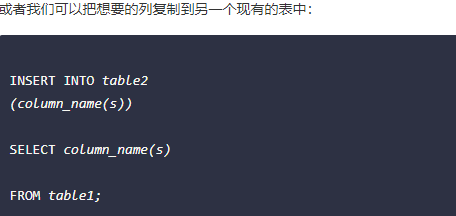 或者我们可以把想要的列复制到另一个现有的表中：
INSERT INTO table2
(column_name(s))
SELECT column_name(s)
FROM table1;